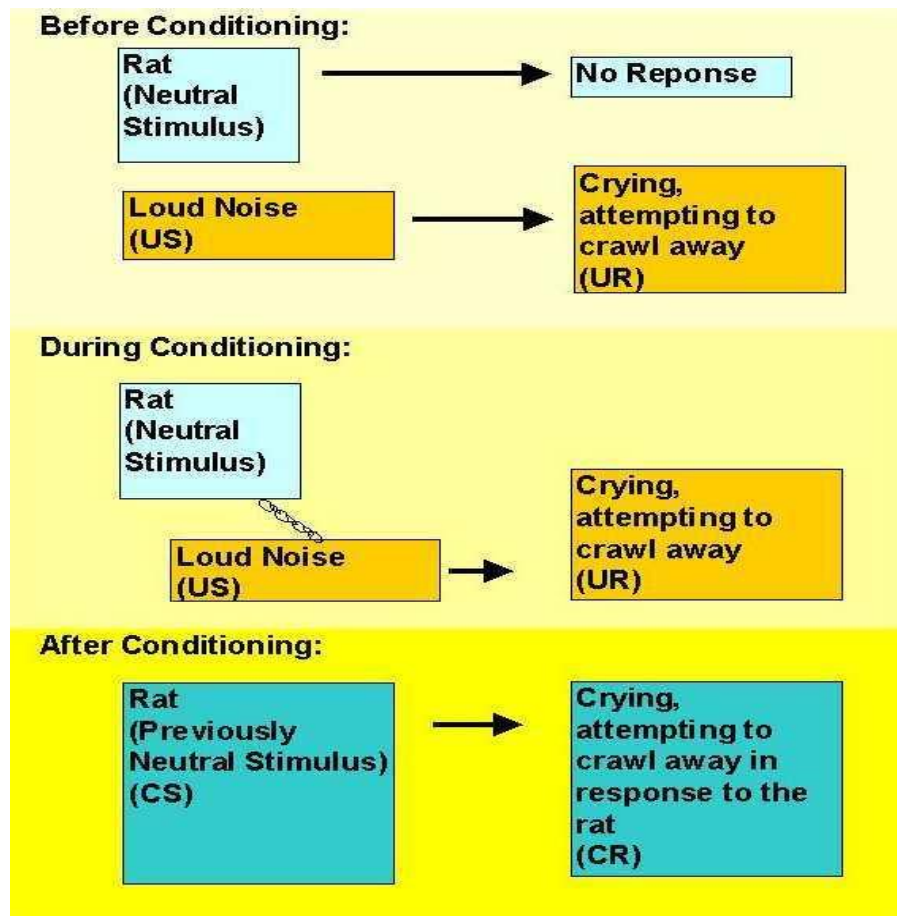 Before Conditioning:
Rat
(Neutral
Stimulus)
No Reponse
Loud Noise
(US)
Crying,
attempting to
crawl away
(UR)
During Conditioning:
Rat
(Neutral
Stimulus)
Loud Noise
(US)
Crying,
attempting to
crawl away
(UR)
After Conditioning:
Rat
(Previously
Neutral Stimulus)
(CS)
Crying,
attempting to
crawl away in
response to the
rat
(CR)